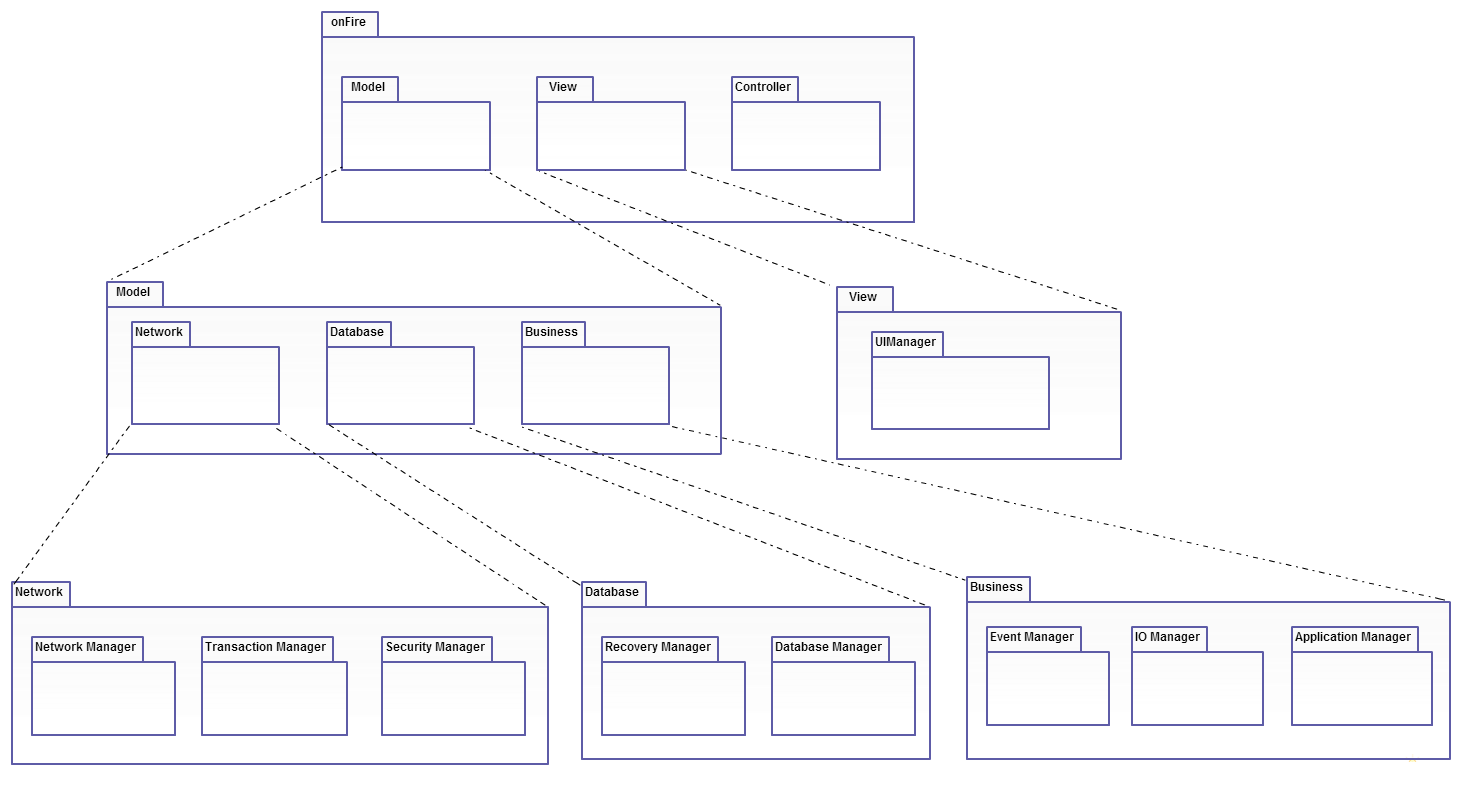 onFire
Model
View
Controller
Model
Network
Database
Business
View
UIManager
Network
Network Manager
Transaction Manager
Security Manager
Database
Recovery Manager
Database Manager
Business
Event Manager
IO Manager
Application Manager